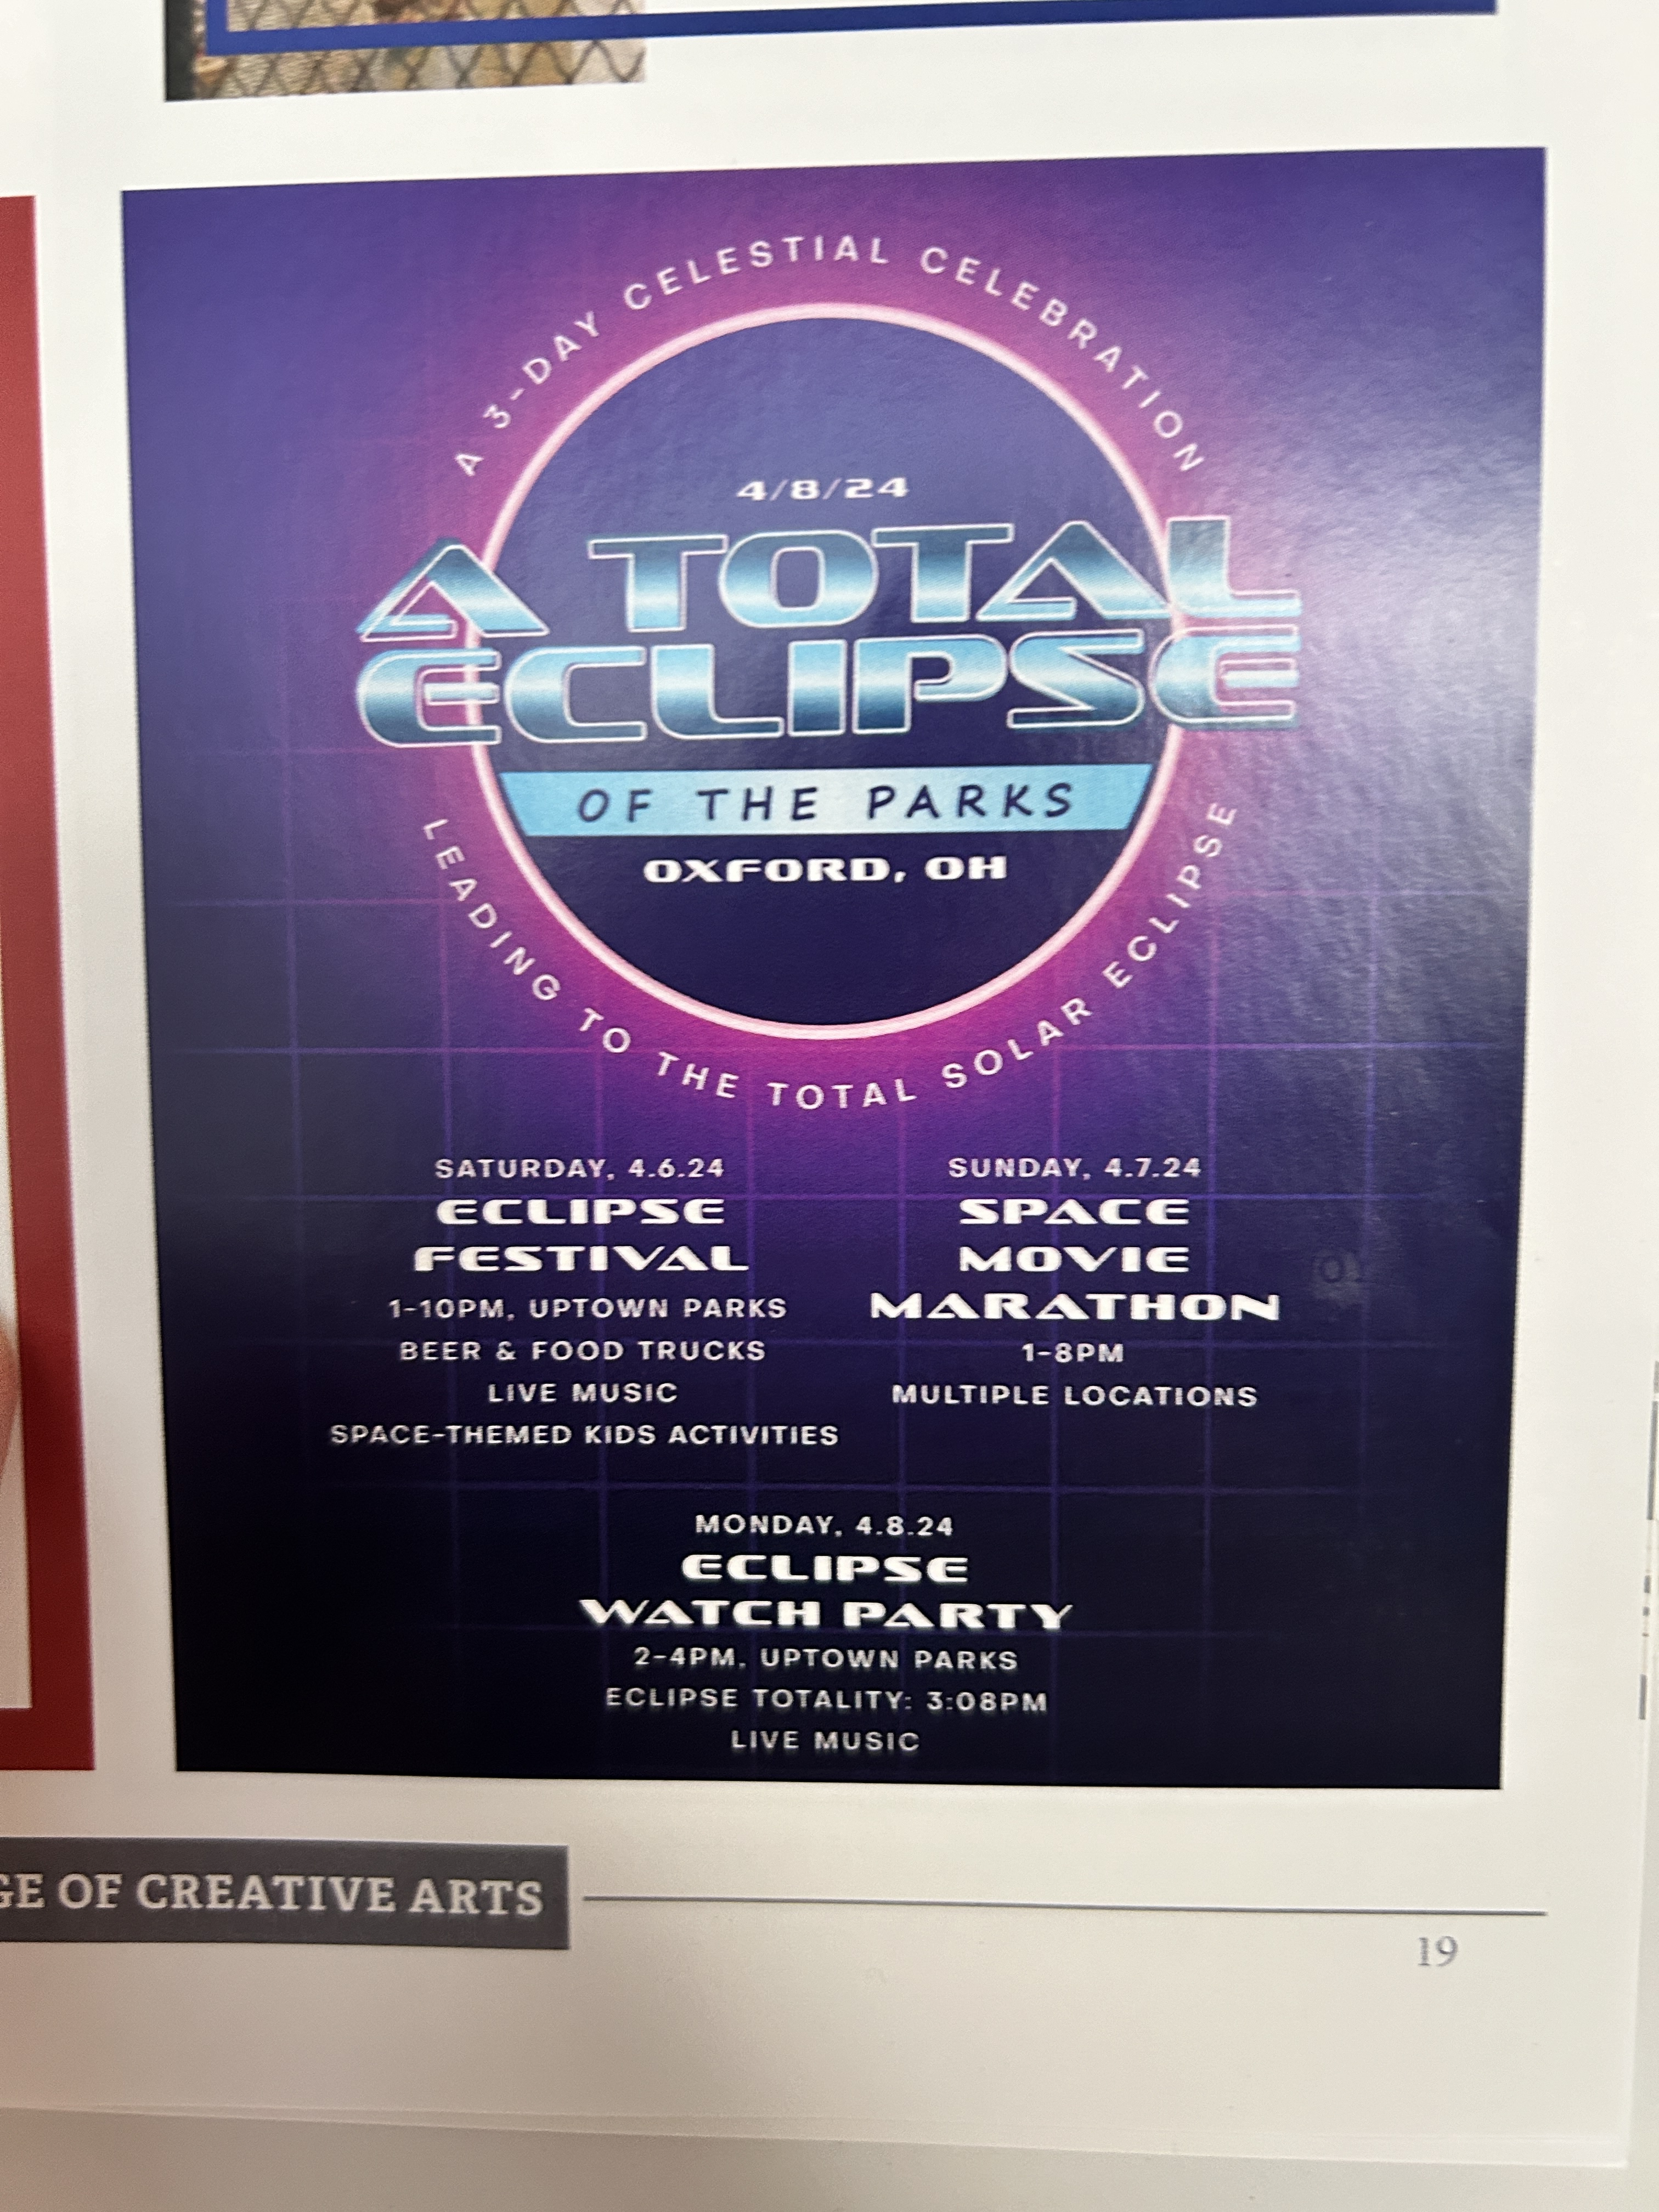 A 3-DAY CELESTIAL CELEBRATION
4/8/24
A TOTAL
ECLIPSE
OF THE PARKS
OXFORD, OH
LEADING TO THE TOTAL SOLAR ECLIPSE
SATURDAY, 4.6.24
ECLIPSE
FESTIVAL
1-10PM, UPTOWN PARKS
BEER & FOOD TRUCKS
LIVE MUSIC
SPACE-THEMED KIDS ACTIVITIES
SUNDAY, 4.7.24
SPACE
MOVIE
MARATHON
1-8PM
MULTIPLE LOCATIONS
MONDAY, 4.8.24
ECLIPSE
WATCH PARTY
2-4PM, UPTOWN PARKS
ECLIPSE TOTALITY: 3:08PM
LIVE MUSIC
OF CREATIVE ARTS
19